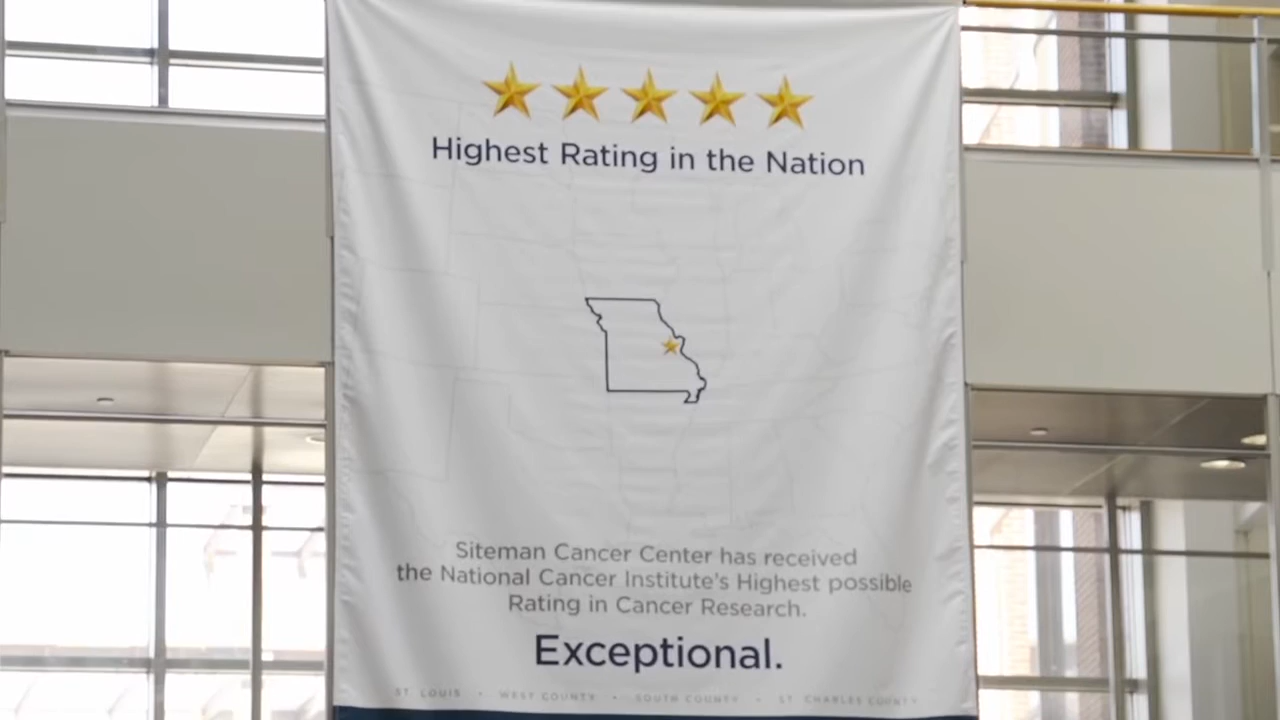 Highest Rating in the Nation
Siteman Cancer Center has received
the National Cancer Institute's Highest possible
Rating in Cancer Research.
Exceptional.
ST. LOUIS • WEST COUNTY • SOUTH COUNTY • ST. CHARLES COUNTY